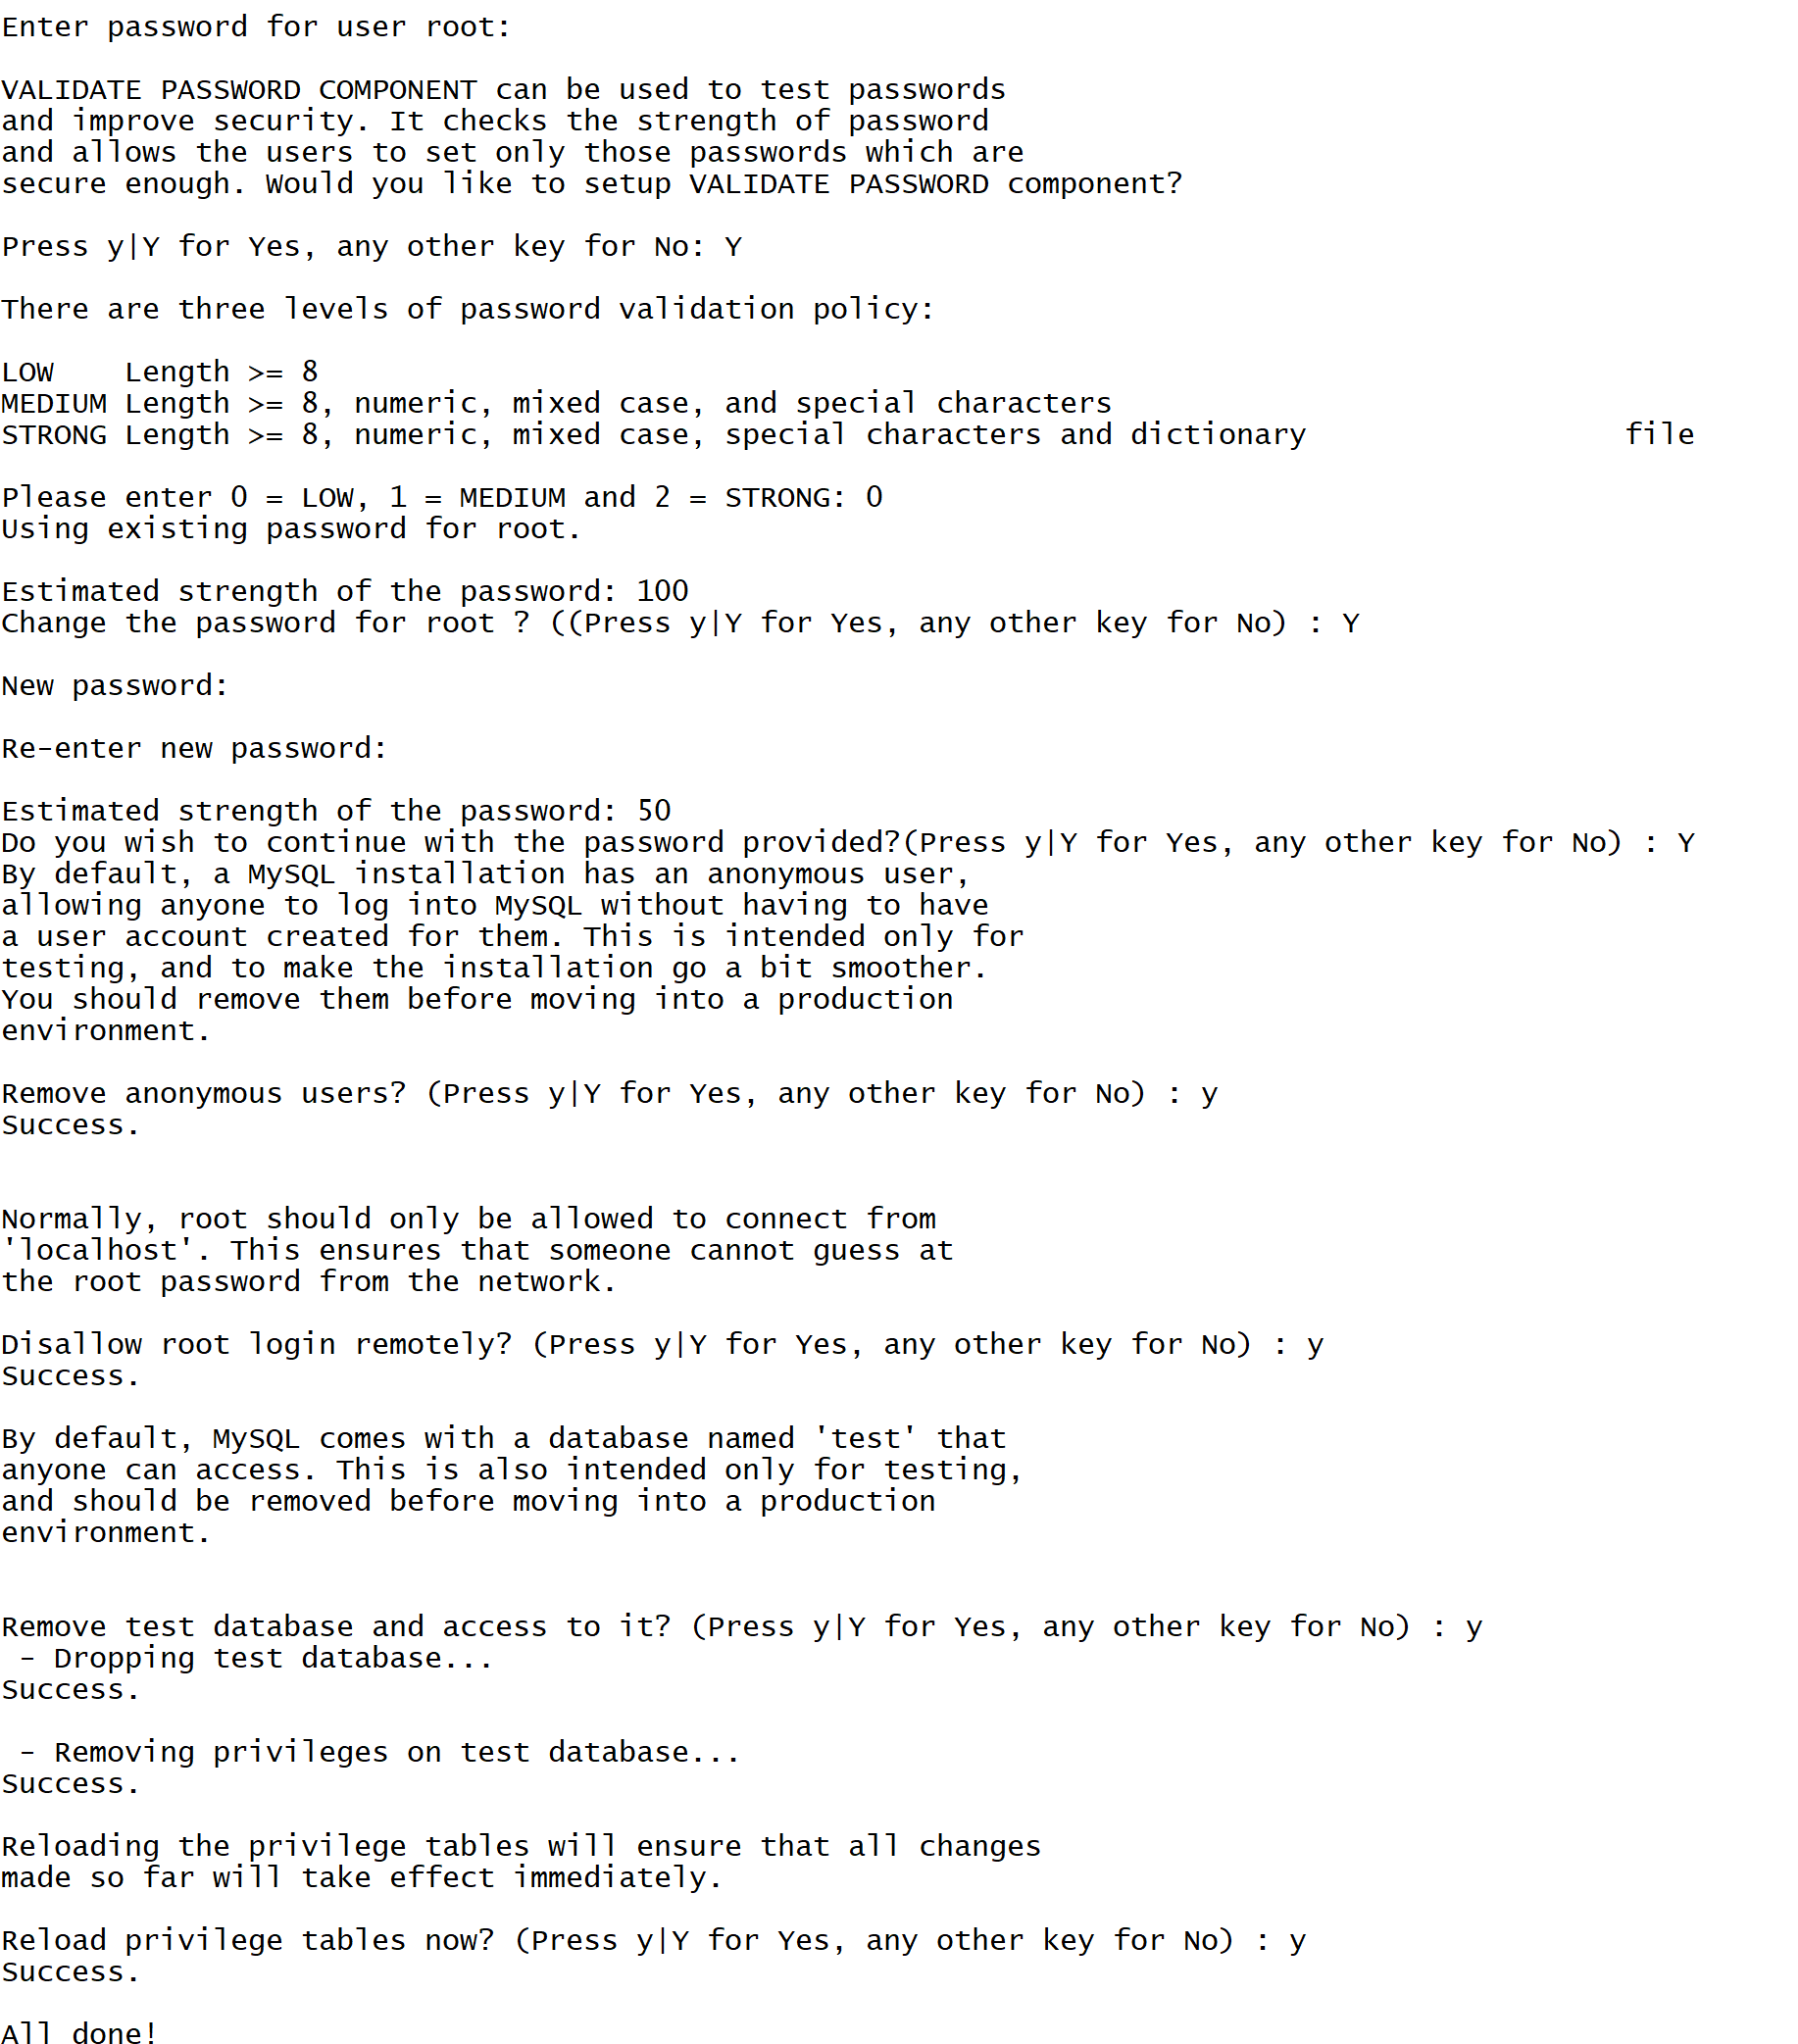 Enter password for user root:
VALIDATE PASSWORD COMPONENT can be used to test passwords
and improve security. It checks the strength of password
and allows the users to set only those passwords which are
secure enough. Would you like to setup VALIDATE PASSWORD component?
Press y|Y for Yes, any other key for No: Y
There are three levels of password validation policy:
LOW    Length >= 8
MEDIUM Length >= 8, numeric, mixed case, and special characters
STRONG Length >= 8, numeric, mixed case, special characters and dictionary                  file
Please enter 0 = LOW, 1 = MEDIUM and 2 = STRONG: 0
Using existing password for root.
Estimated strength of the password: 100
Change the password for root ? ((Press y|Y for Yes, any other key for No) : Y
New password:
Re-enter new password:
Estimated strength of the password: 50
Do you wish to continue with the password provided?(Press y|Y for Yes, any other key for No) : Y
By default, a MySQL installation has an anonymous user,
allowing anyone to log into MySQL without having to have
a user account created for them. This is intended only for
testing, and to make the installation go a bit smoother.
You should remove them before moving into a production
environment.
Remove anonymous users? (Press y|Y for Yes, any other key for No) : y
Success.
Normally, root should only be allowed to connect from
'localhost'. This ensures that someone cannot guess at
the root password from the network.
Disallow root login remotely? (Press y|Y for Yes, any other key for No) : y
Success.
By default, MySQL comes with a database named 'test' that
anyone can access. This is also intended only for testing,
and should be removed before moving into a production
environment.
Remove test database and access to it? (Press y|Y for Yes, any other key for No) : y
 - Dropping test database...
Success.
 - Removing privileges on test database...
Success.
Reloading the privilege tables will ensure that all changes
made so far will take effect immediately.
Reload privilege tables now? (Press y|Y for Yes, any other key for No) : y
Success.
All done!